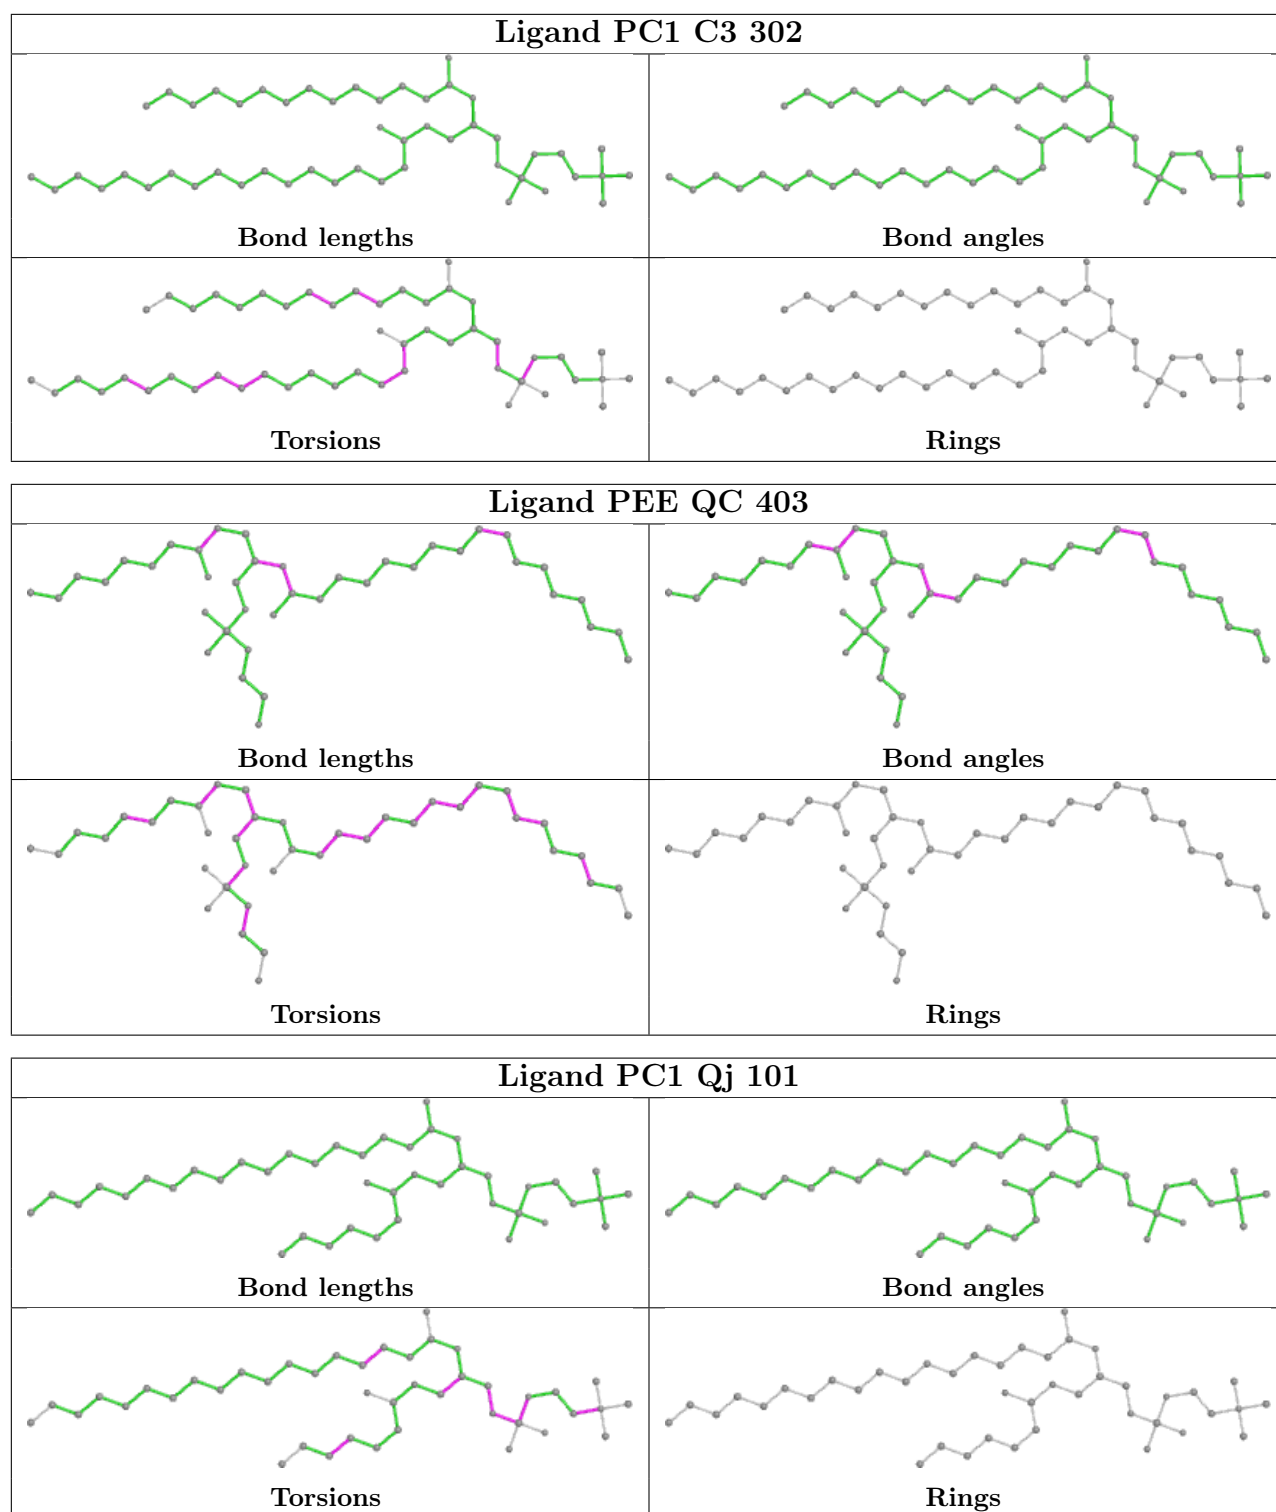 Ligand PC1 C3 302
Bond lengths
Bond angles
Torsions
Rings
Ligand PEE QC 403
Bond lengths
Bond angles
Torsions
Rings
Ligand PC1 Qj 101
Bond lengths
Bond angles
Torsions
Rings